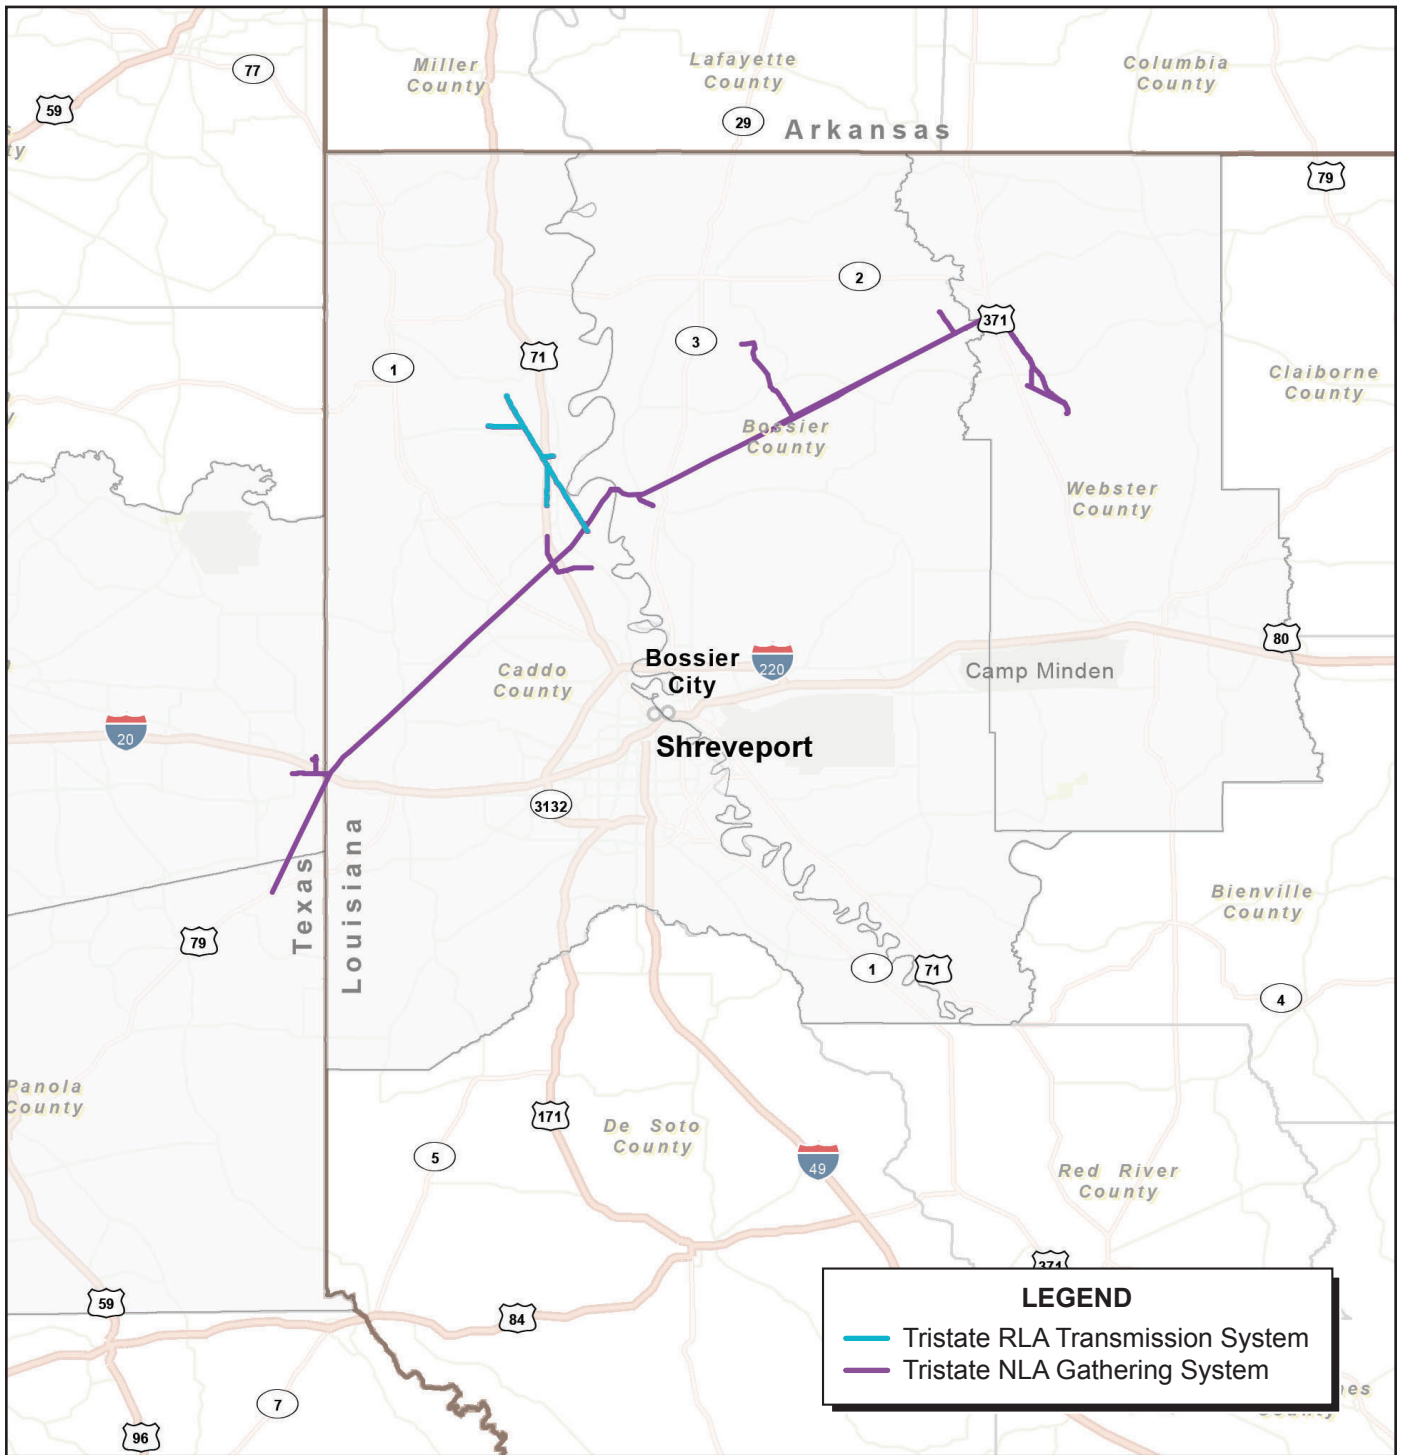 Miller
County
Lafayette
County
Columbia
County
77
59
29
Arkansas
79
2
371
3
71
1
Claiborne
County
Bossier
County
Webster
County
80
Bossier
City
220
Caddo
County
Camp Minden
20
Shreveport
3132
Texas
Louisiana
Bienville
County
79
1
71
4
Panola
County
171
De Soto
County
5
49
Red River
County
371
59
84
7
96
LEGEND
Tristate RLA Transmission System
Tristate NLA Gathering System